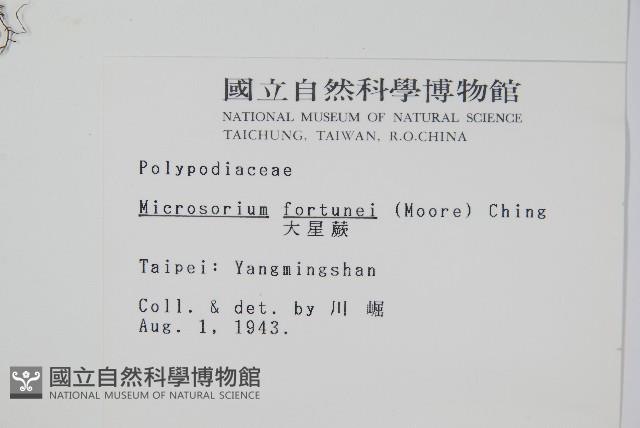 國立自然科學博物館
NATIONAL MUSEUM OF NATURAL SCIENCE
TAICHUNG, TAIWAN, R.O.CHINA
Polypodiaceae
Microsorium fortunei (Moore) Ching
大星蕨
Taipei: Yangmingshan
Coll. & det. by 川 崛
Aug. 1, 1943.
國立自然科學博物館
NATIONAL MUSEUM OF NATURAL SCIENCE